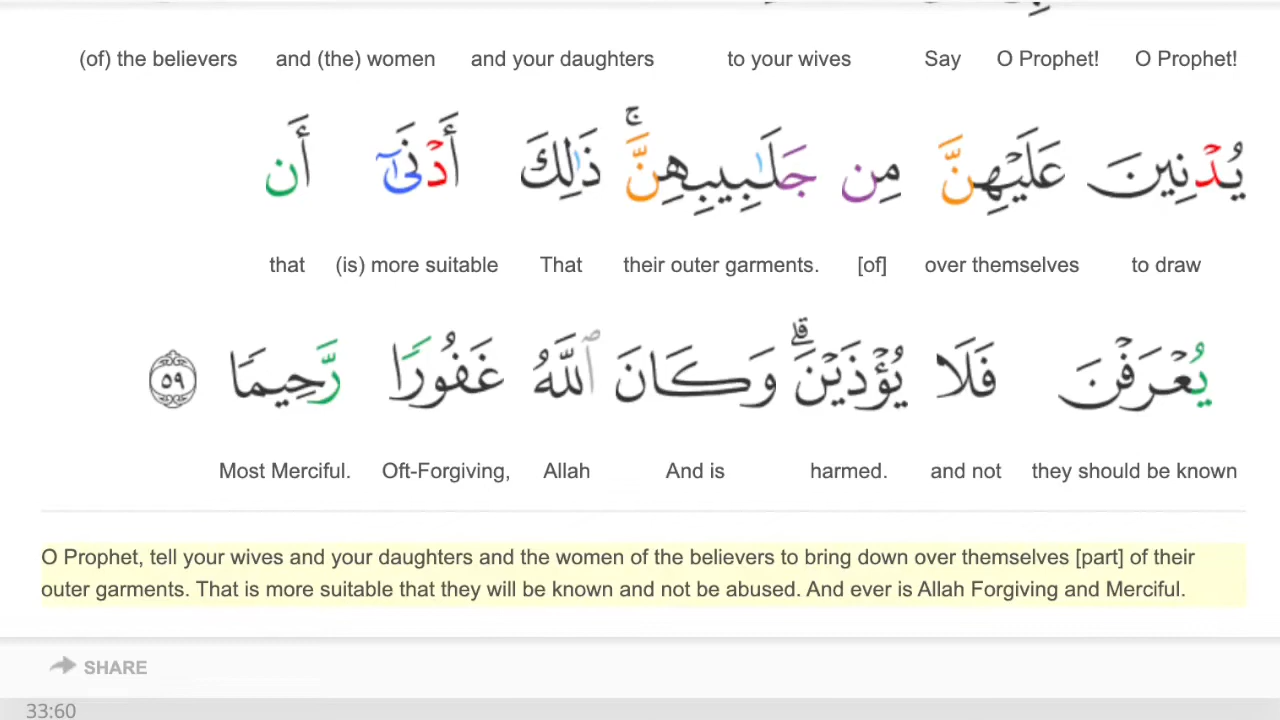 O Prophet! O Prophet! Say to your wives and your daughters and (the) women (of) the believers
يُدْنِينَ عَلَيْهِنَّ مِن جَلَـٰبِيبِهِنَّ ۚ ذَٰلِكَ أَدْنَىٰٓ أَن
to draw over themselves [of] their outer garments. That (is) more suitable that
يُعْرَفْنَ فَلَا يُؤْذَيْنَ ۗ وَكَانَ ٱللَّهُ غَفُورًا رَّحِيمًا ٥٩
they should be known and not harmed. And is Allah Oft-Forgiving, Most Merciful.
O Prophet, tell your wives and your daughters and the women of the believers to bring down over themselves [part] of their
outer garments. That is more suitable that they will be known and not be abused. And ever is Allah Forgiving and Merciful.
SHARE
33:60